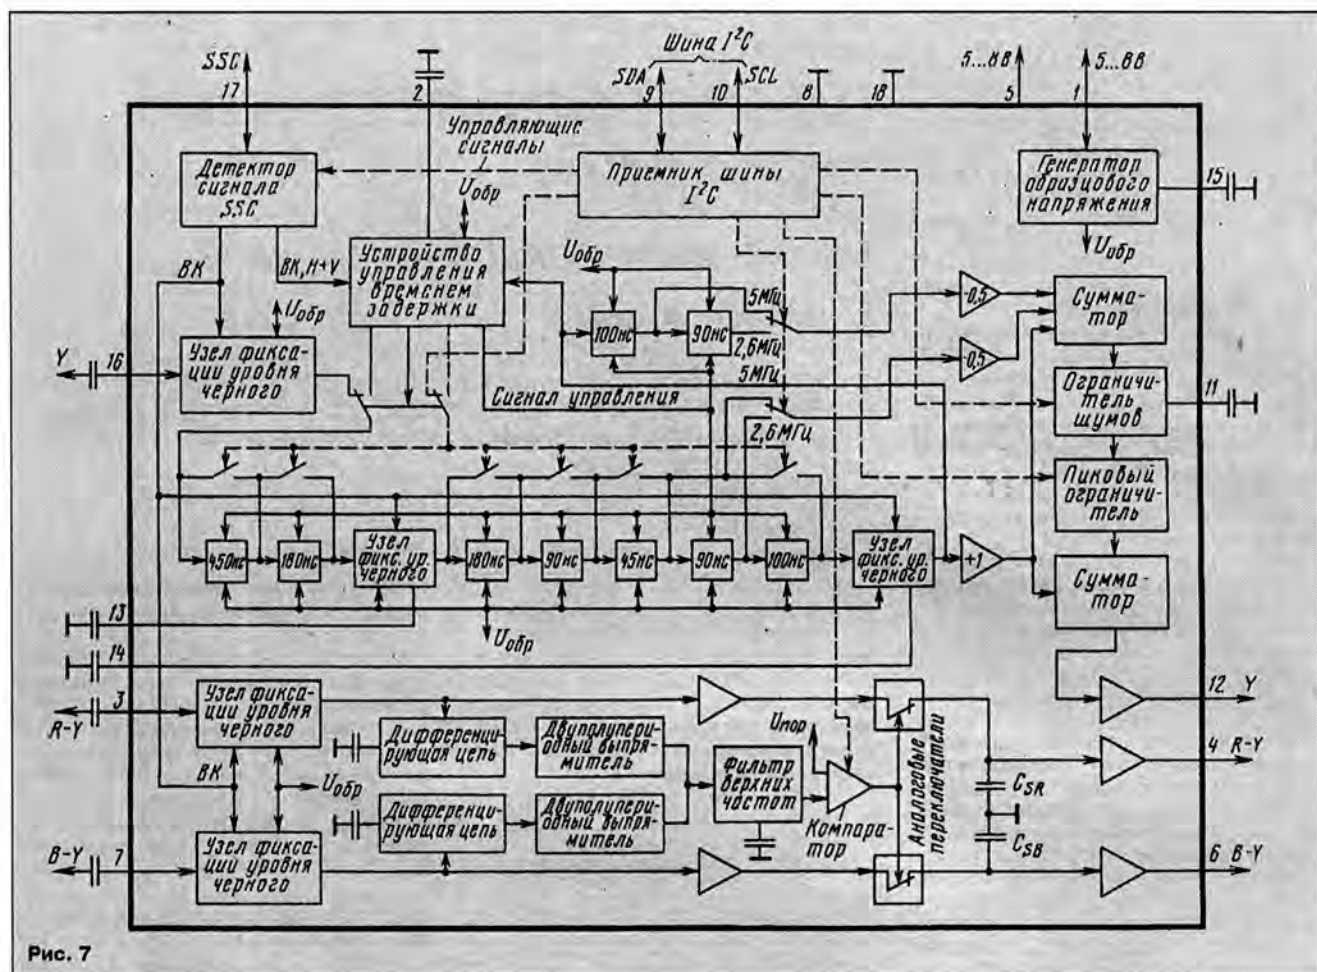 Шина I²C
SSC
17
2
SDA
9
10
SCL
8
18
5...8В
5
1
5...8В
Управляющие
сигналы
Детектор
сигнала
SSC
Приемник шины
I²C
Генератор
образцового
напряжения
15
Uобр
Uобр
ВК
ВК, H+V
Устройство
управления
временем
задержки
Uобр
Uобр
100нс
90нс
5МГц
2,6МГц
5МГц
2,6МГц
-0,5
-0,5
Сумма-
тор
Y
16
Узел фикса-
ции уровня
черного
Сигнал управления
Ограничи-
тель
шумов
11
Пиковый
ограничи-
тель
450нс
180нс
Узел
фикс. ур.
черного
180нс
90нс
45нс
90нс
100нс
Узел
фикс. ур.
черного
+1
Сумма-
тор
13
14
Uобр
3
R-Y
Узел фикса-
ции уровня
черного
Дифференци-
рующая цепь
Двуполупери-
одный выпря-
митель
Uпор
Фильтр
верхних
частот
Компара-
тор
Аналоговые
переключатели
12
Y
4
R-Y
CSR
CSB
ВК
Uобр
Дифференци-
рующая цепь
Двуполупери-
одный выпря-
митель
B-Y
7
Узел фикса-
ции уровня
черного
6
B-Y
Рис. 7